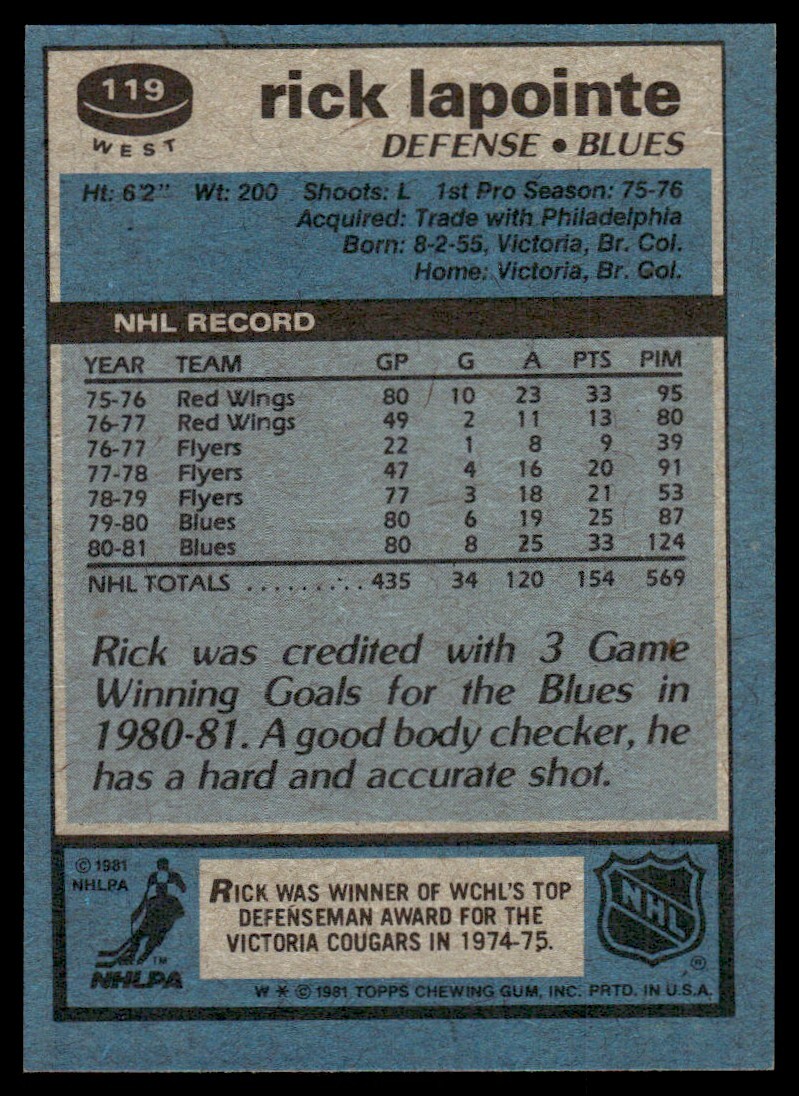 119
WEST
rick lapointe
DEFENSE • BLUES
Ht: 6'2" Wt: 200 Shoots: L 1st Pro Season: 75-76
Acquired: Trade with Philadelphia
Born: 8-2-55, Victoria, Br. Col.
Home: Victoria, Br. Col.
NHL RECORD
YEAR TEAM GP G A PTS PIM
75-76 Red Wings 80 10 23 33 95
76-77 Red Wings 49 2 11 13 80
76-77 Flyers 22 1 8 9 39
77-78 Flyers 47 4 16 20 91
78-79 Flyers 77 3 18 21 53
79-80 Blues 80 6 19 25 87
80-81 Blues 80 8 25 33 124
NHL TOTALS .......... 435 34 120 154 569
Rick was credited with 3 Game
Winning Goals for the Blues in
1980-81. A good body checker, he
has a hard and accurate shot.
© 1981
NHLPA
TM
NHLPA
RICK WAS WINNER OF WCHL'S TOP
DEFENSEMAN AWARD FOR THE
VICTORIA COUGARS IN 1974-75.
NHL
®
W * © 1981 TOPPS CHEWING GUM, INC. PRTD. IN U.S.A.